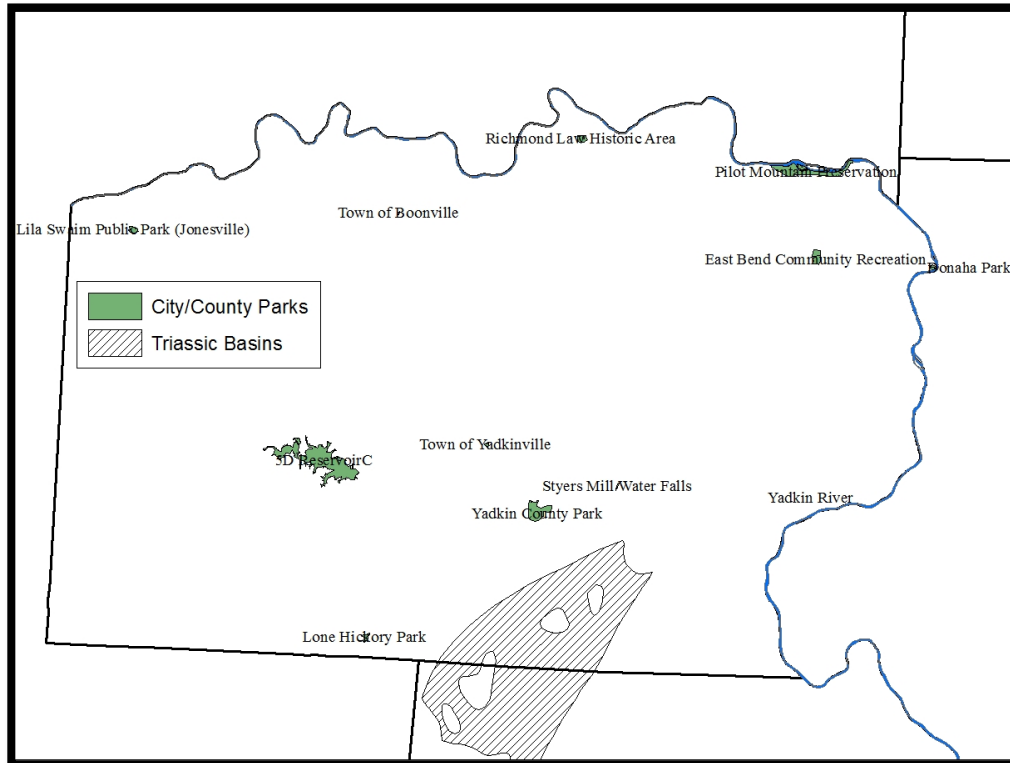 Richmond Law Historic Area
Pilot Mountain Preservation
Town of Boonville
Lila Swaim Public Park (Jonesville)
East Bend Community Recreation
Donaha Park
City/County Parks
Triassic Basins
Town of Yadkinville
5D ReservoirC
Styers Mill/Water Falls
Yadkin River
Yadkin County Park
Lone Hickory Park